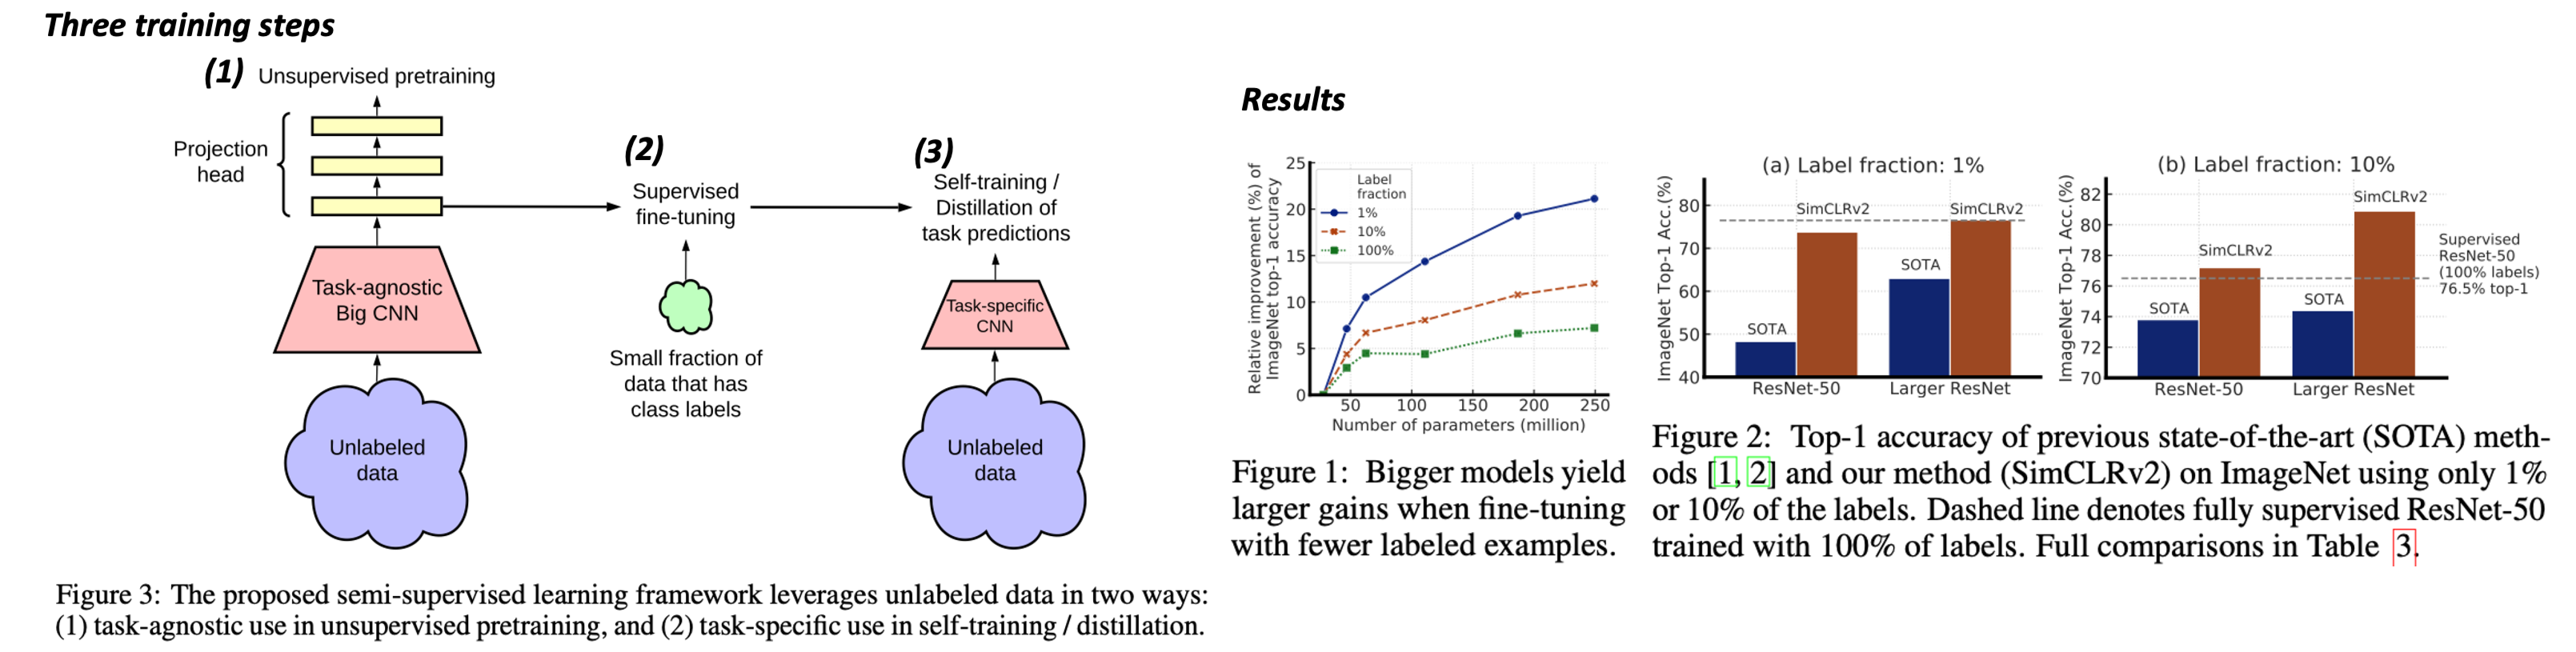 Three training steps
(1) Unsupervised pretraining
Projection
head
Task-agnostic
Big CNN
Unlabeled
data
(2)
Supervised
fine-tuning
Small fraction of
data that has
class labels
(3)
Self-training /
Distillation of
task predictions
Task-specific
CNN
Unlabeled
data
Figure 3: The proposed semi-supervised learning framework leverages unlabeled data in two ways:
(1) task-agnostic use in unsupervised pretraining, and (2) task-specific use in self-training / distillation.
Results
Relative improvement (%) of
ImageNet top-1 accuracy
25
20
15
10
5
0
Label
fraction
1%
10%
100%
50 100 150 200 250
Number of parameters (million)
Figure 1: Bigger models yield
larger gains when fine-tuning
with fewer labeled examples.
(a) Label fraction: 1%
ImageNet Top-1 Acc.(%)
80
70
60
50
40
SOTA
SimCLRv2
SOTA
SimCLRv2
ResNet-50 Larger ResNet
(b) Label fraction: 10%
ImageNet Top-1 Acc.(%)
82
80
78
76
74
72
70
SOTA
SimCLRv2
SOTA
SimCLRv2
ResNet-50 Larger ResNet
Supervised
ResNet-50
(100% labels)
76.5% top-1
Figure 2: Top-1 accuracy of previous state-of-the-art (SOTA) meth-
ods [1, 2] and our method (SimCLRv2) on ImageNet using only 1%
or 10% of the labels. Dashed line denotes fully supervised ResNet-50
trained with 100% of labels. Full comparisons in Table 3.